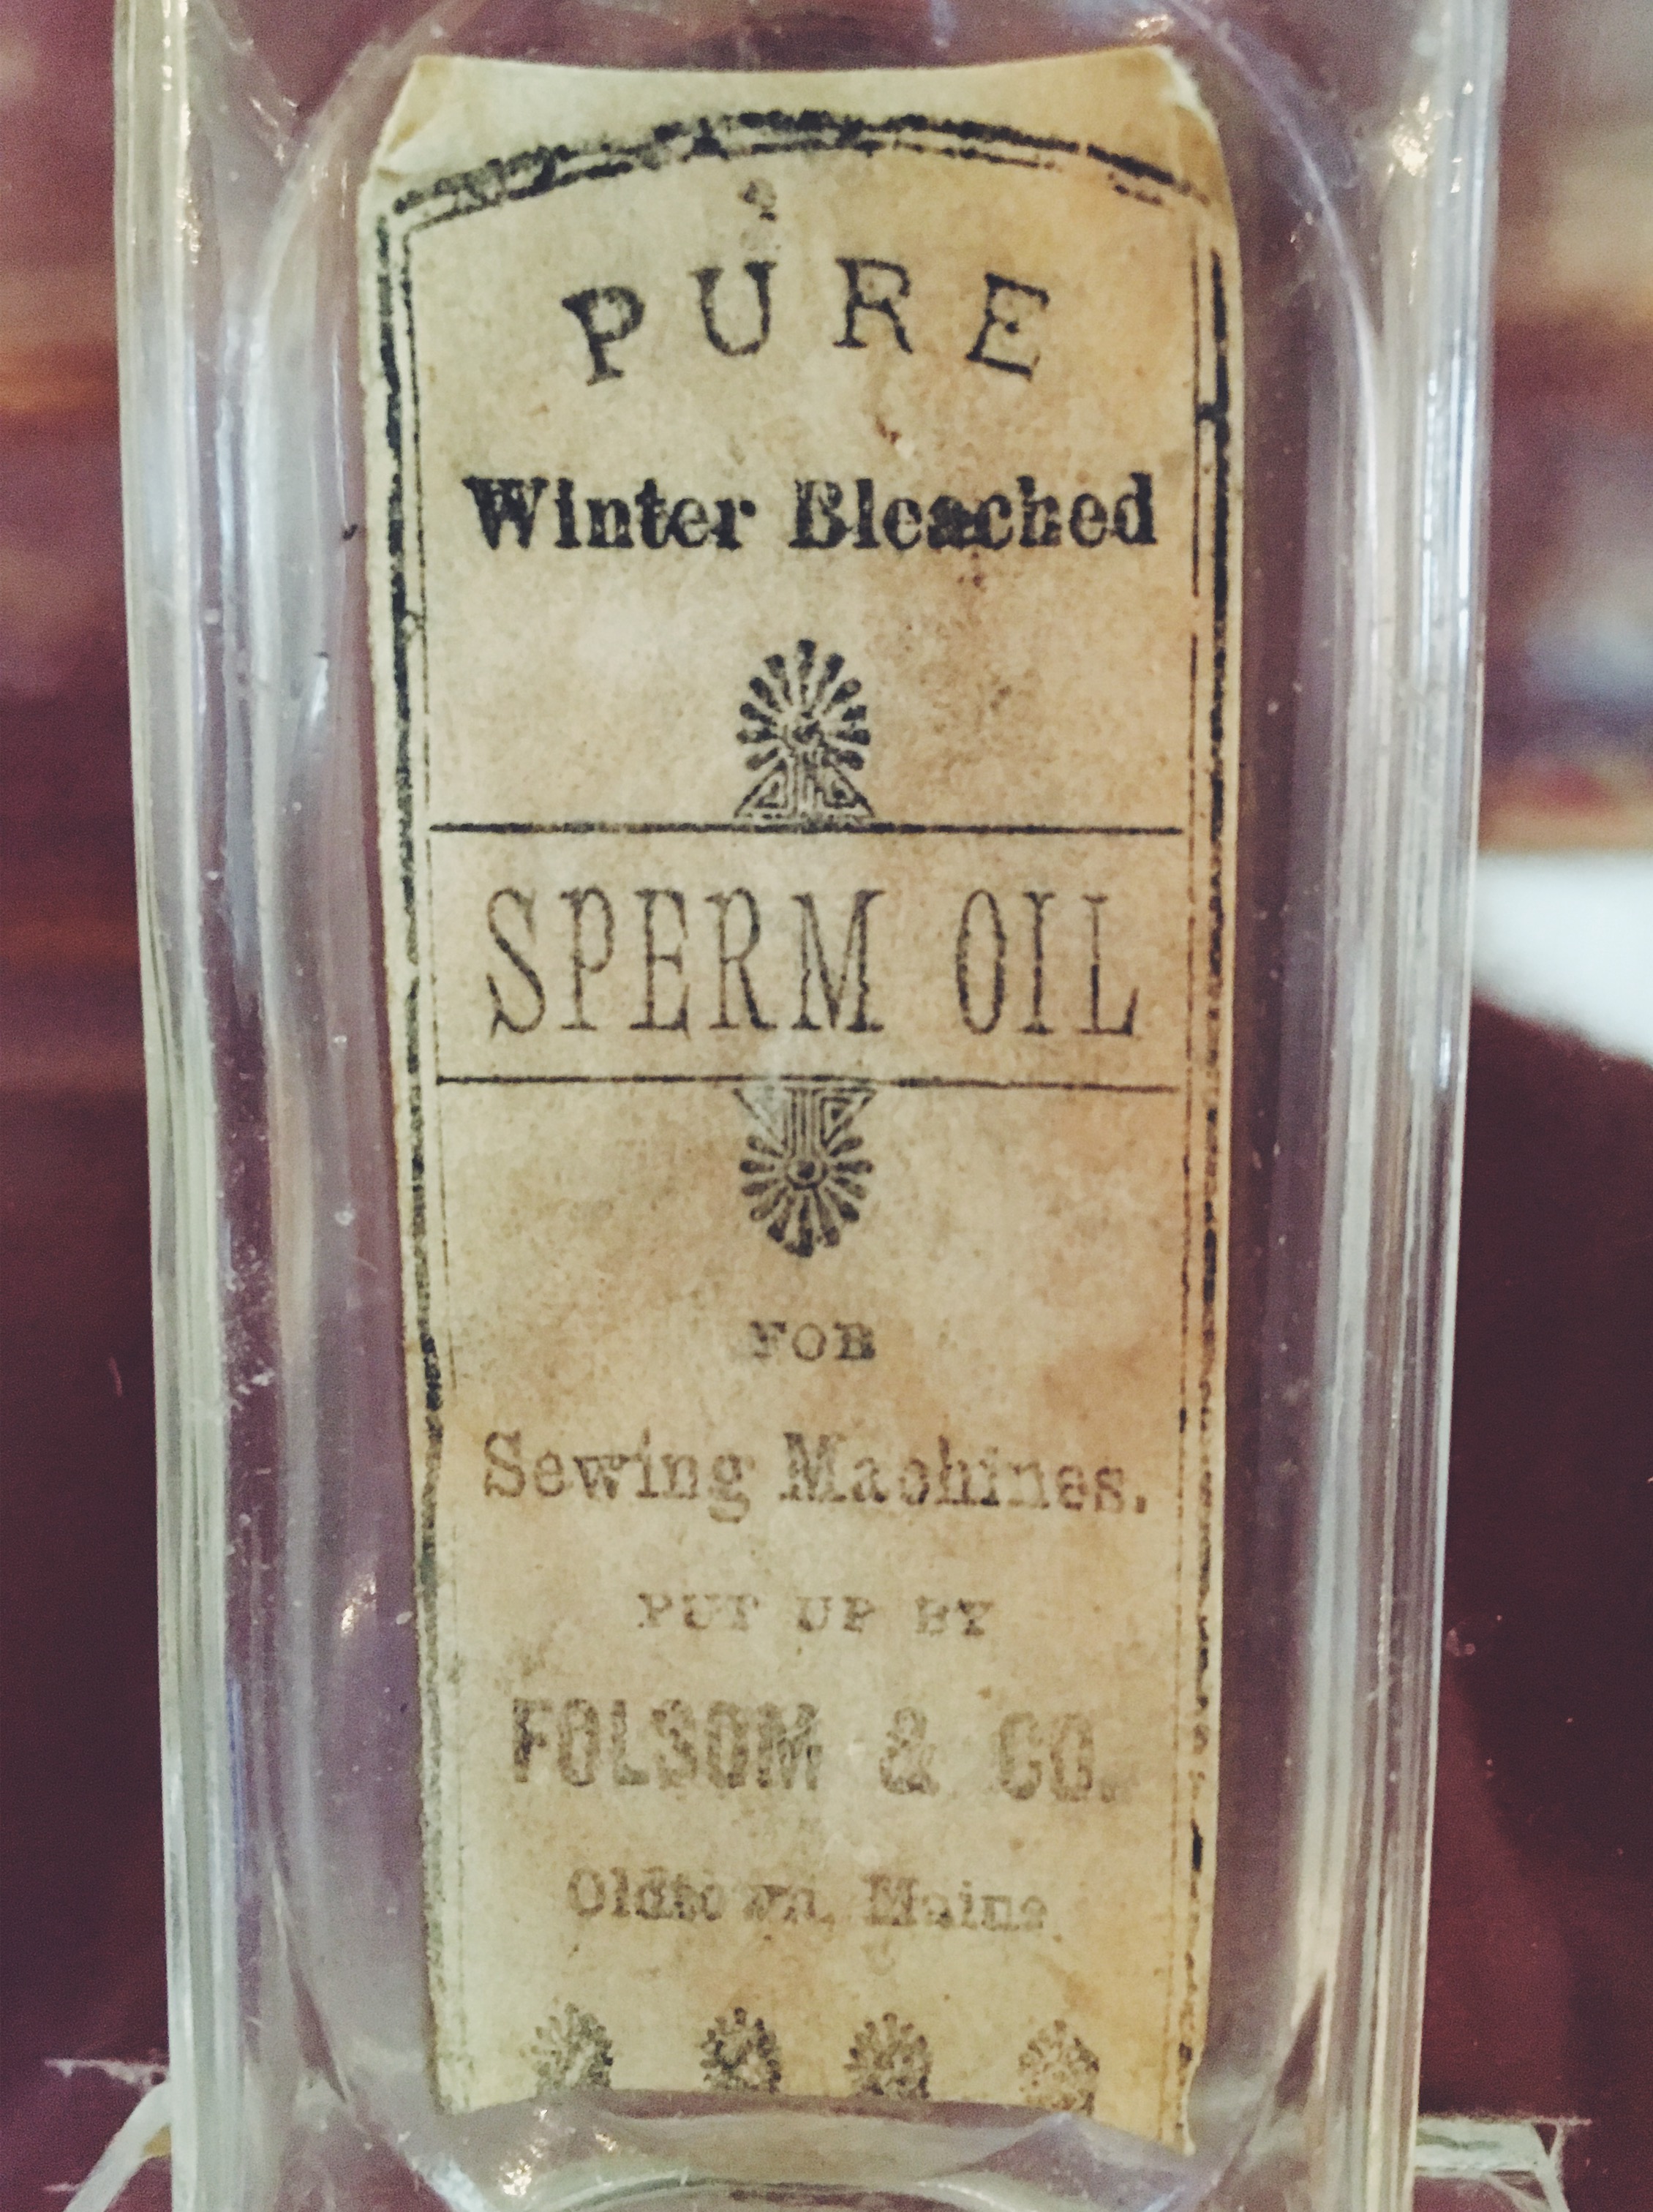 PURE
Winter Bleached
SPERM OIL
FOR
Sewing Machines.
PUT UP BY
FOLSOM & CO.
Oldtown, Maine